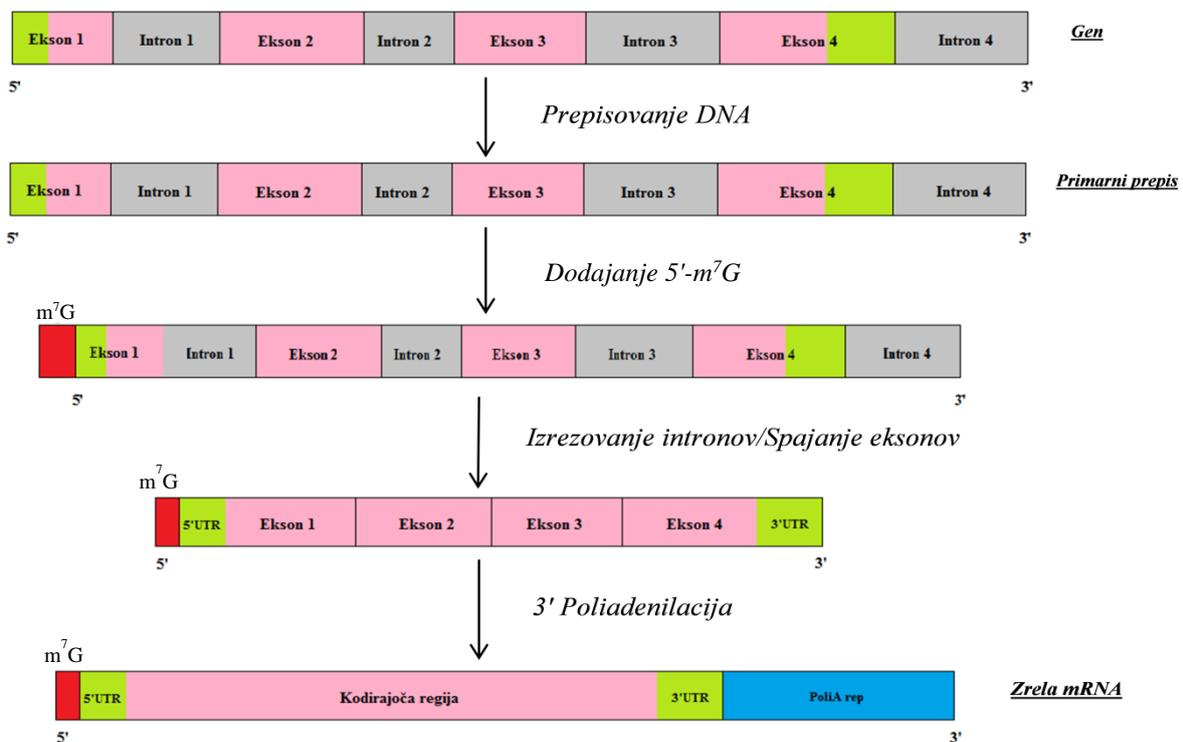 Ekson 1 Intron 1 Ekson 2 Intron 2 Ekson 3 Intron 3 Ekson 4 Intron 4 Gen
5' 3'
Prepisovanje DNA
Ekson 1 Intron 1 Ekson 2 Intron 2 Ekson 3 Intron 3 Ekson 4 Intron 4 Primarni prepis
5' 3'
Dodajanje 5'-m⁷G
m⁷G
Ekson 1 Intron 1 Ekson 2 Intron 2 Ekson 3 Intron 3 Ekson 4 Intron 4
5' 3'
Izrezovanje intronov/Spajanje eksonov
m⁷G
5'UTR Ekson 1 Ekson 2 Ekson 3 Ekson 4 3'UTR
5' 3'
3' Poliadenilacija
m⁷G
5'UTR Kodirajoča regija 3'UTR PoliA rep Zrela mRNA
5' 3'